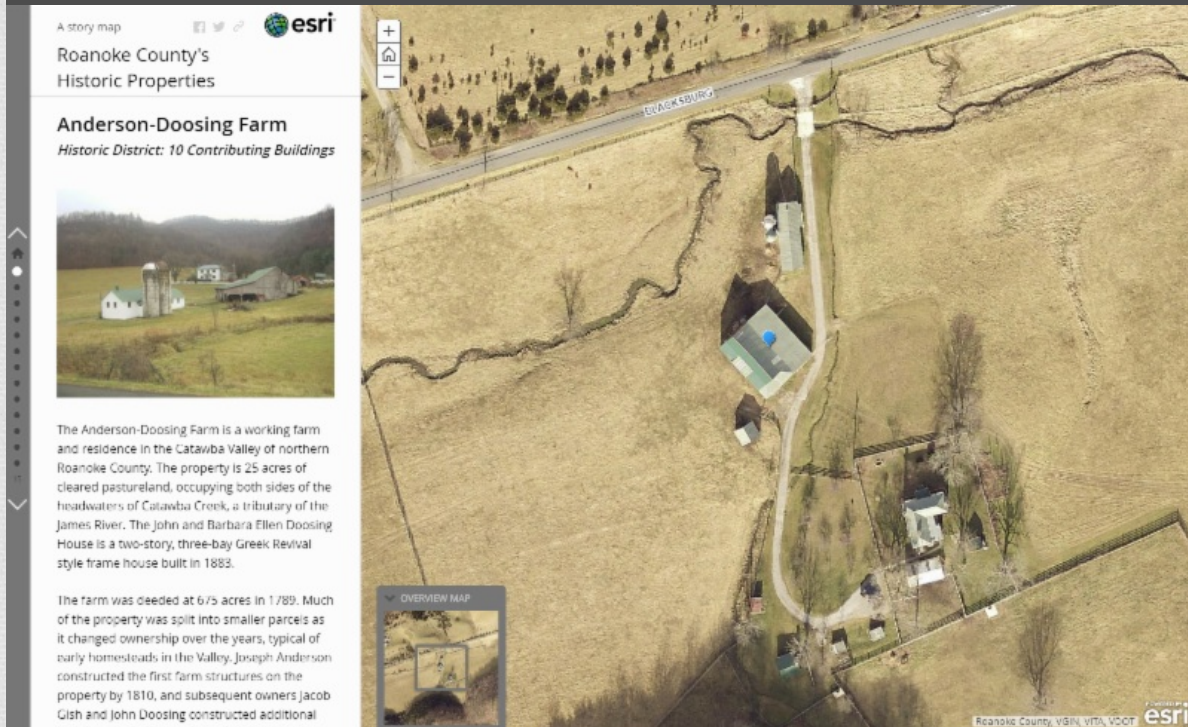 A story map
esri
Roanoke County's
Historic Properties
Anderson-Doosing Farm
Historic District: 10 Contributing Buildings
The Anderson-Doosing Farm is a working farm
and residence in the Catawba Valley of northern
Roanoke County. The property is 25 acres of
cleared pastureland, occupying both sides of the
headwaters of Catawba Creek, a tributary of the
James River. The John and Barbara Ellen Doosing
House is a two-story, three-bay Greek Revival
style frame house built in 1883.
The farm was deeded at 675 acres in 1789. Much
of the property was split into smaller parcels as
it changed ownership over the years, typical of
early homesteads in the Valley. Joseph Anderson
constructed the first farm structures on the
property by 1810, and subsequent owners Jacob
Gish and John Doosing constructed additional
+
−
BLACKSBURG
OVERVIEW MAP
Roanoke County, VGIN, VITA, VDOT
POWERED BY
esri